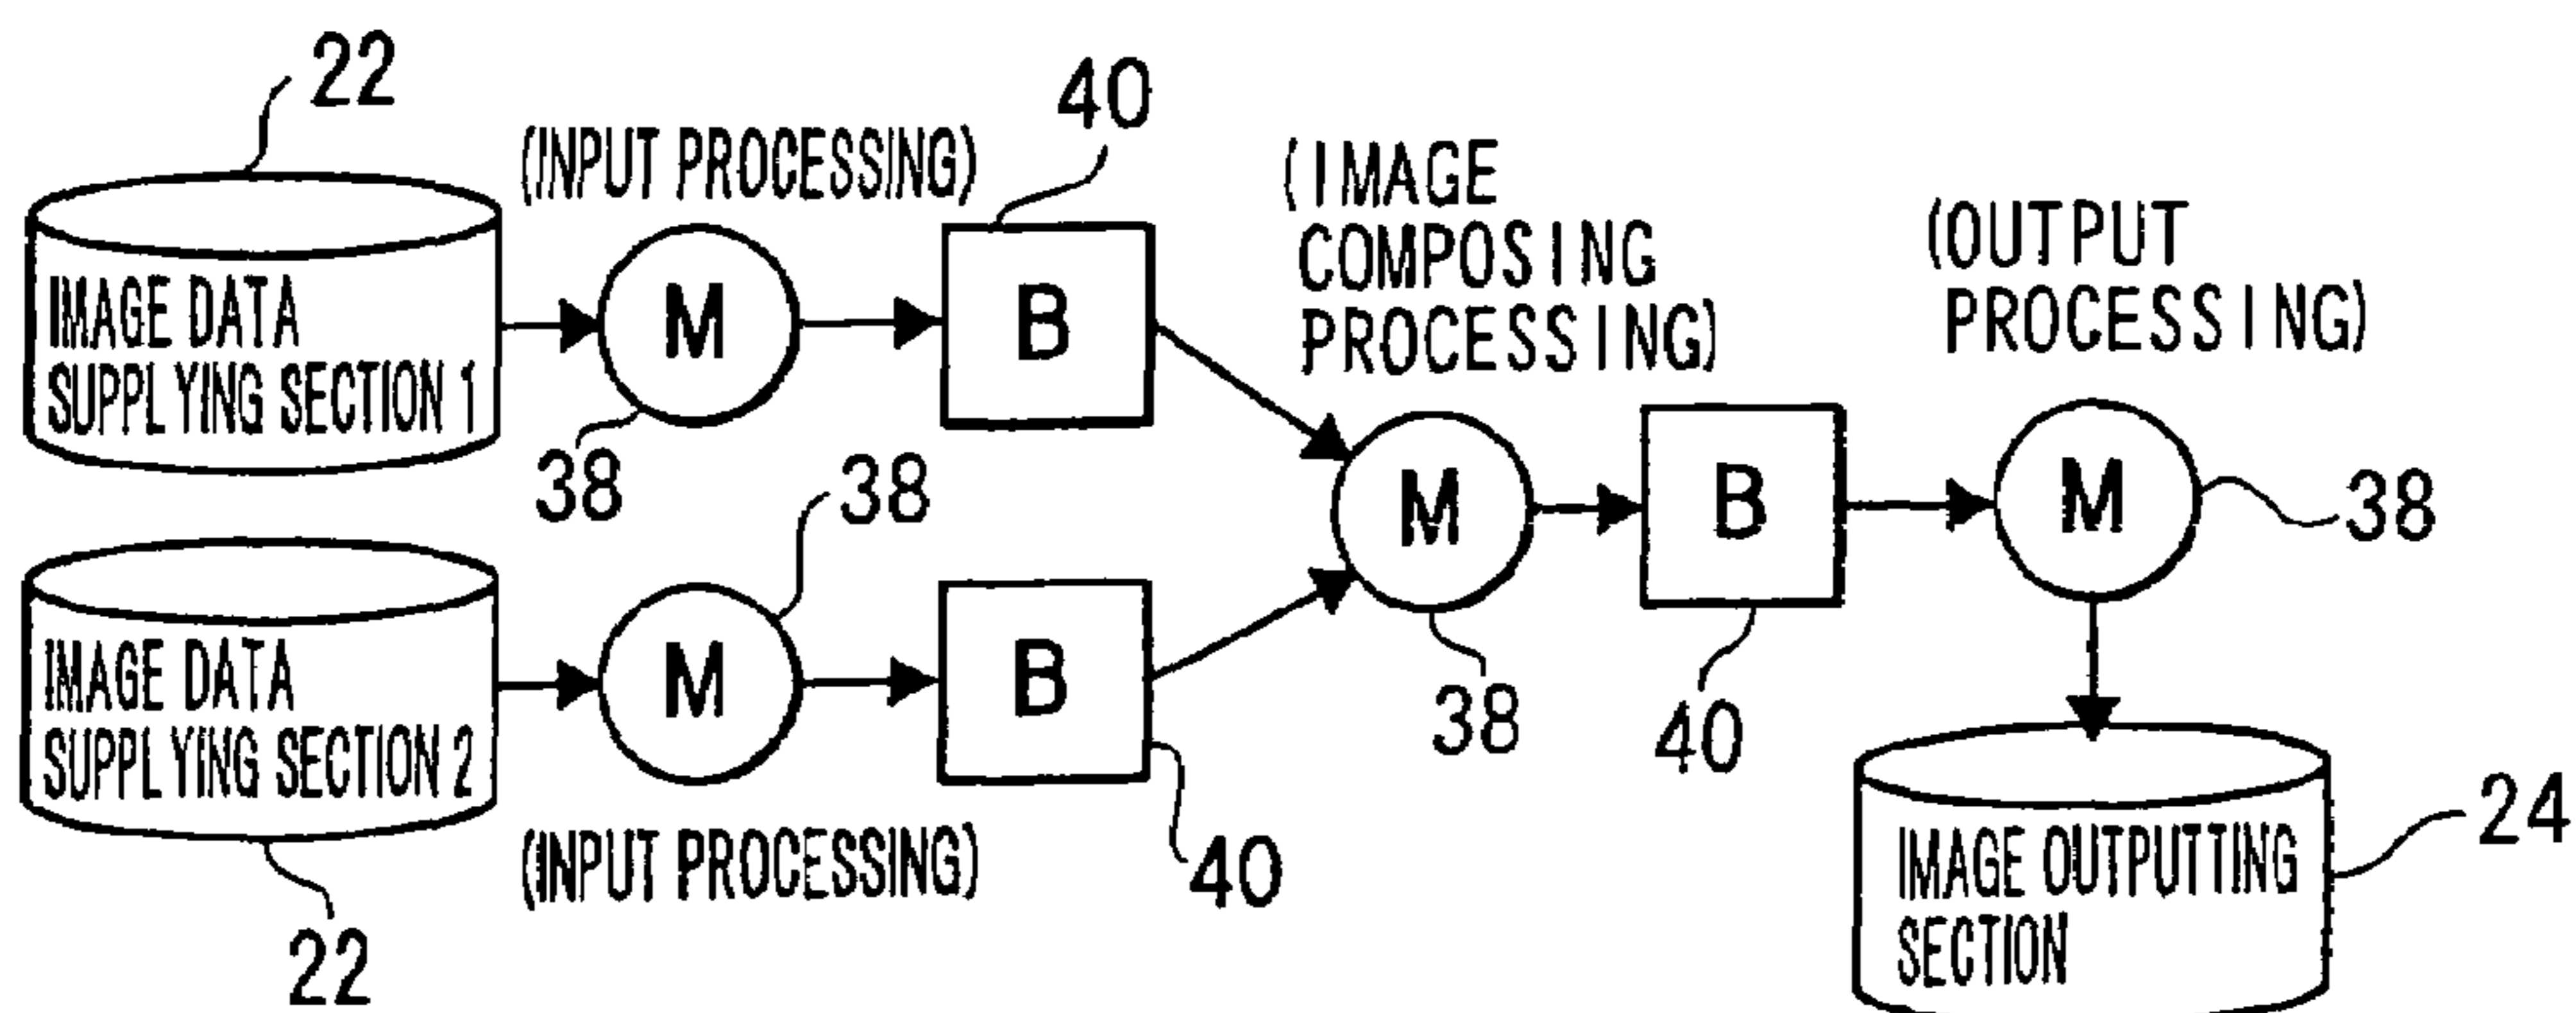 22
(INPUT PROCESSING)
40
(IMAGE
COMPOSING
PROCESSING)
(OUTPUT
PROCESSING)
IMAGE DATA
SUPPLYING SECTION 1
M
B
38
38
M
B
M
38
IMAGE DATA
SUPPLYING SECTION 2
M
B
38
40
(INPUT PROCESSING)
40
22
IMAGE OUTPUTTING
SECTION
24